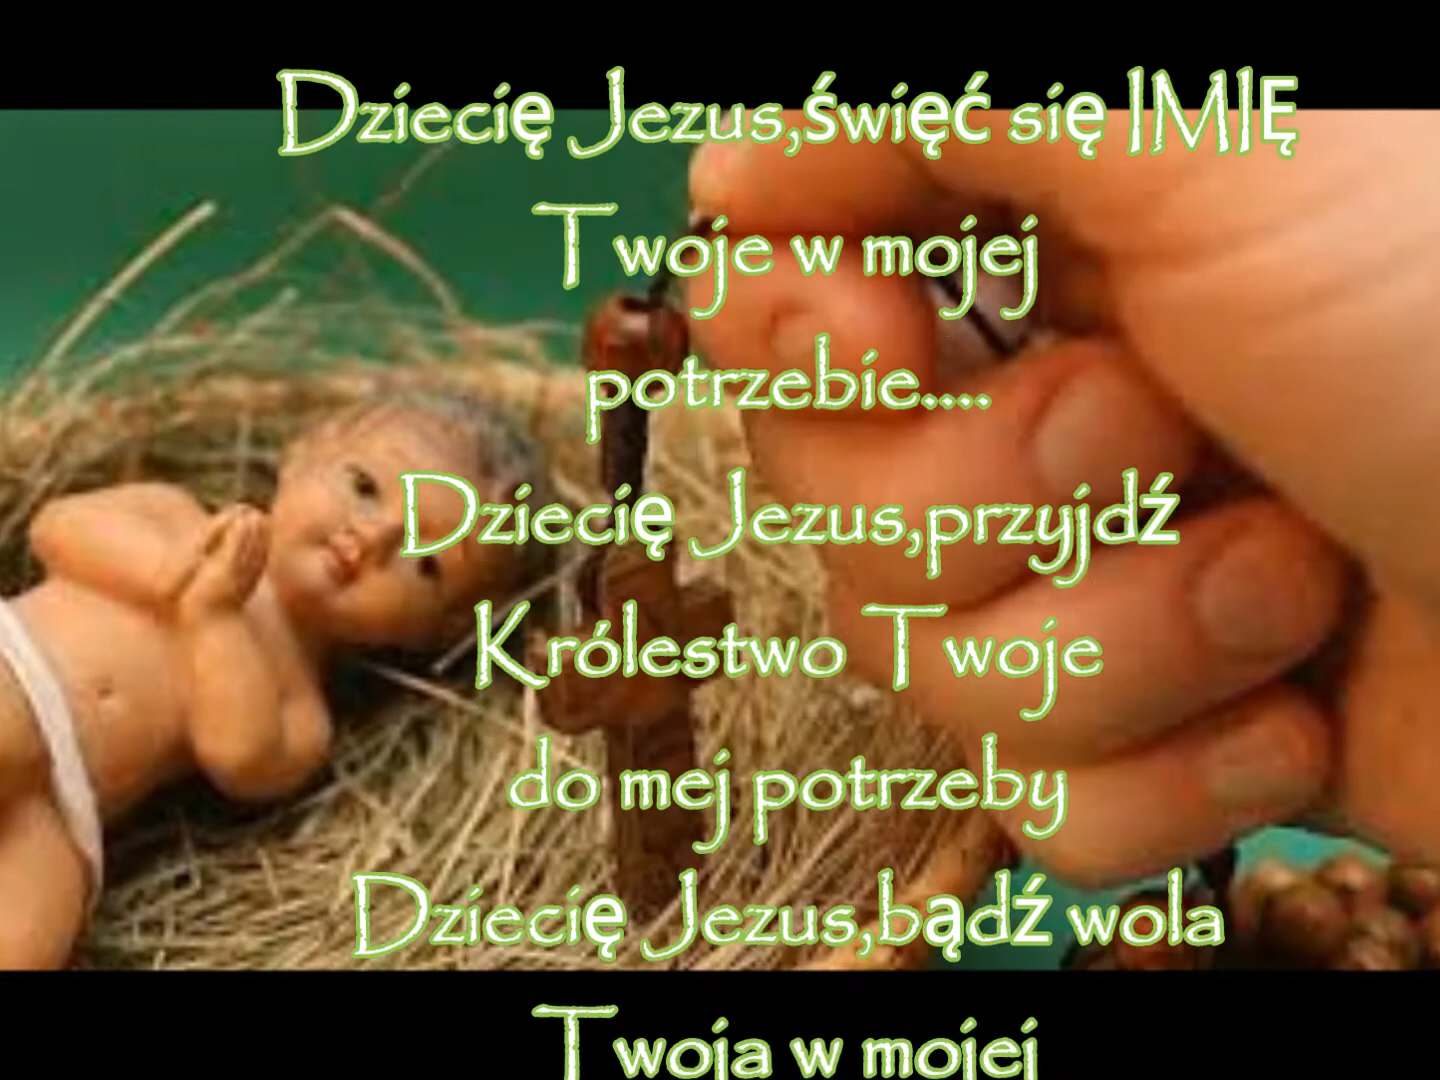 Dziecię Jezus,święć się IMIĘ
Twoje w mojej
potrzebie....
Dziecię Jezus,przyjdź
Królestwo Twoje
do mej potrzeby
Dziecię Jezus,bądź wola
Twoja w mojej